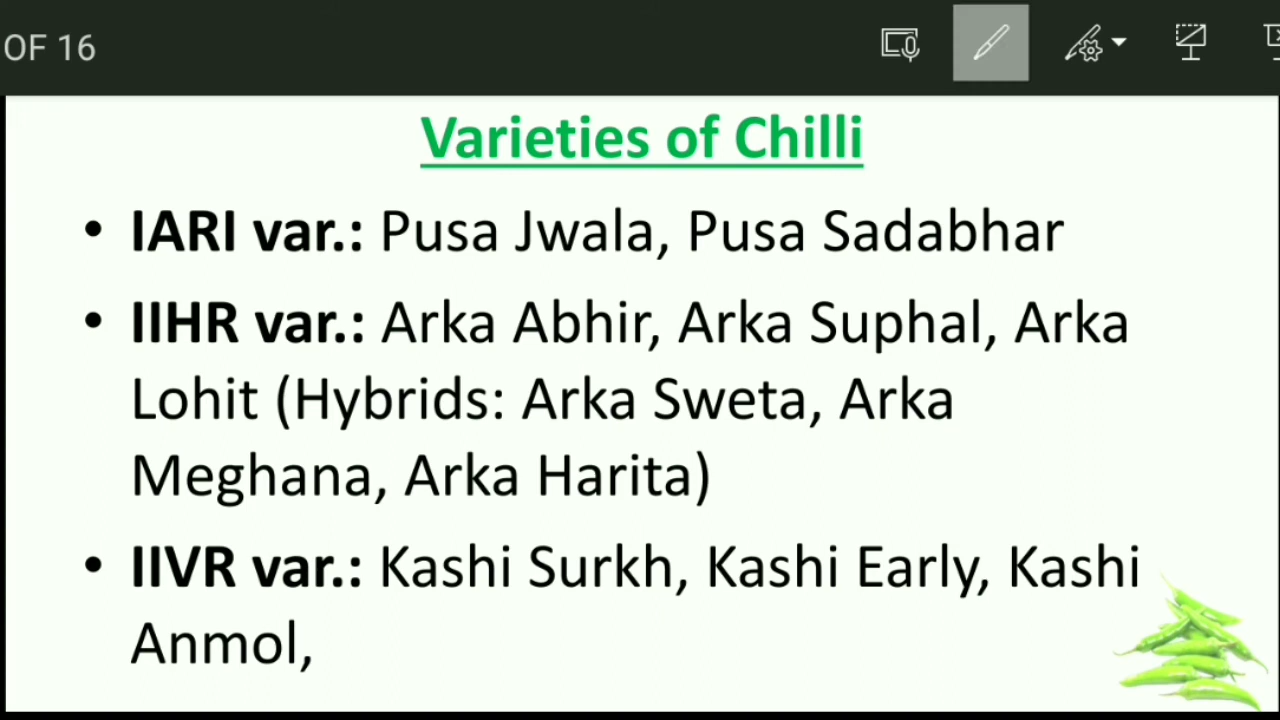 OF 16
Varieties of Chilli
• IARI var.: Pusa Jwala, Pusa Sadabhar
• IIHR var.: Arka Abhir, Arka Suphal, Arka
Lohit (Hybrids: Arka Sweta, Arka
Meghana, Arka Harita)
• IIVR var.: Kashi Surkh, Kashi Early, Kashi
Anmol,